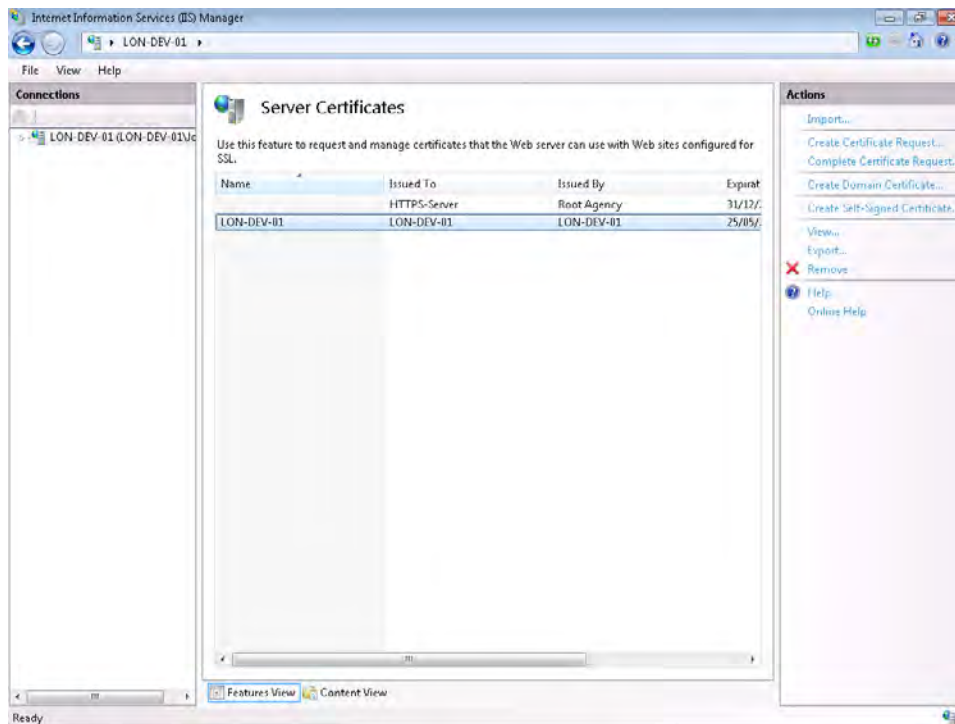 Internet Information Services (IIS) Manager
LON-DEV-01
File View Help
Connections
LON-DEV-01 (LON-DEV-01\Jc
Server Certificates
Use this feature to request and manage certificates that the Web server can use with Web sites configured for
SSL.
Name Issued To Issued By Expirat
HTTPS-Server Root Agency 31/12/
LON-DEV-01 LON-DEV-01 LON-DEV-01 25/05/
Features View Content View
Actions
Import...
Create Certificate Request...
Complete Certificate Request.
Create Domain Certificate...
Create Self-Signed Certificate.
View...
Export...
Remove
Help
Online Help
Ready